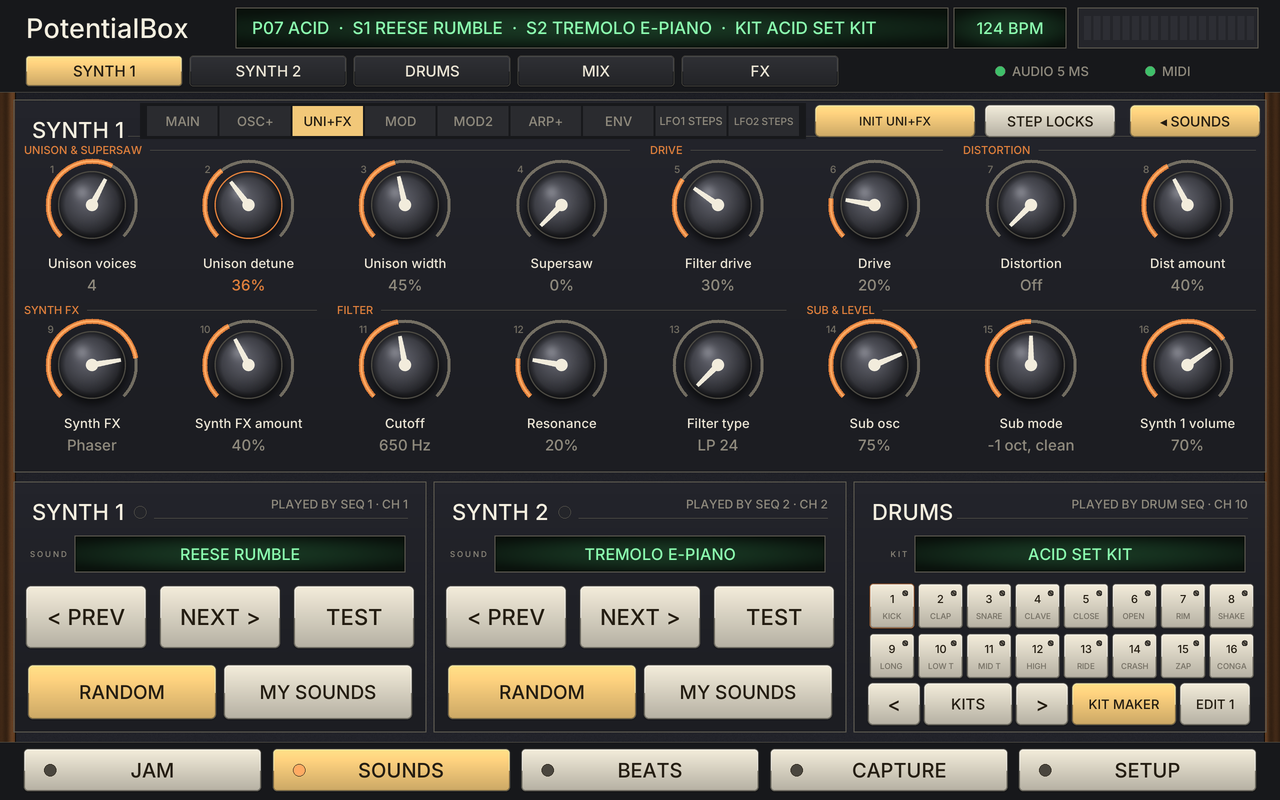 PotentialBox
P07 ACID · S1 REESE RUMBLE · S2 TREMOLO E-PIANO · KIT ACID SET KIT
124 BPM
SYNTH 1
SYNTH 2
DRUMS
MIX
FX
AUDIO 5 MS
MIDI
SYNTH 1
MAIN
OSC+
UNI+FX
MOD
MOD2
ARP+
ENV
LFO1 STEPS
LFO2 STEPS
INIT UNI+FX
STEP LOCKS
◂ SOUNDS
UNISON & SUPERSAW
DRIVE
DISTORTION
1
2
3
4
5
6
7
8
Unison voices
Unison detune
Unison width
Supersaw
Filter drive
Drive
Distortion
Dist amount
4
36%
45%
0%
30%
20%
Off
40%
SYNTH FX
FILTER
SUB & LEVEL
9
10
11
12
13
14
15
16
Synth FX
Synth FX amount
Cutoff
Resonance
Filter type
Sub osc
Sub mode
Synth 1 volume
Phaser
40%
650 Hz
20%
LP 24
75%
-1 oct, clean
70%
SYNTH 1
PLAYED BY SEQ 1 · CH 1
SOUND
REESE RUMBLE
< PREV
NEXT >
TEST
RANDOM
MY SOUNDS
SYNTH 2
PLAYED BY SEQ 2 · CH 2
SOUND
TREMOLO E-PIANO
< PREV
NEXT >
TEST
RANDOM
MY SOUNDS
DRUMS
PLAYED BY DRUM SEQ · CH 10
KIT
ACID SET KIT
1
2
3
4
5
6
7
8
KICK
CLAP
SNARE
CLAVE
CLOSE
OPEN
RIM
SHAKE
9
10
11
12
13
14
15
16
LONG
LOW T
MID T
HIGH
RIDE
CRASH
ZAP
CONGA
<
KITS
>
KIT MAKER
EDIT 1
JAM
SOUNDS
BEATS
CAPTURE
SETUP